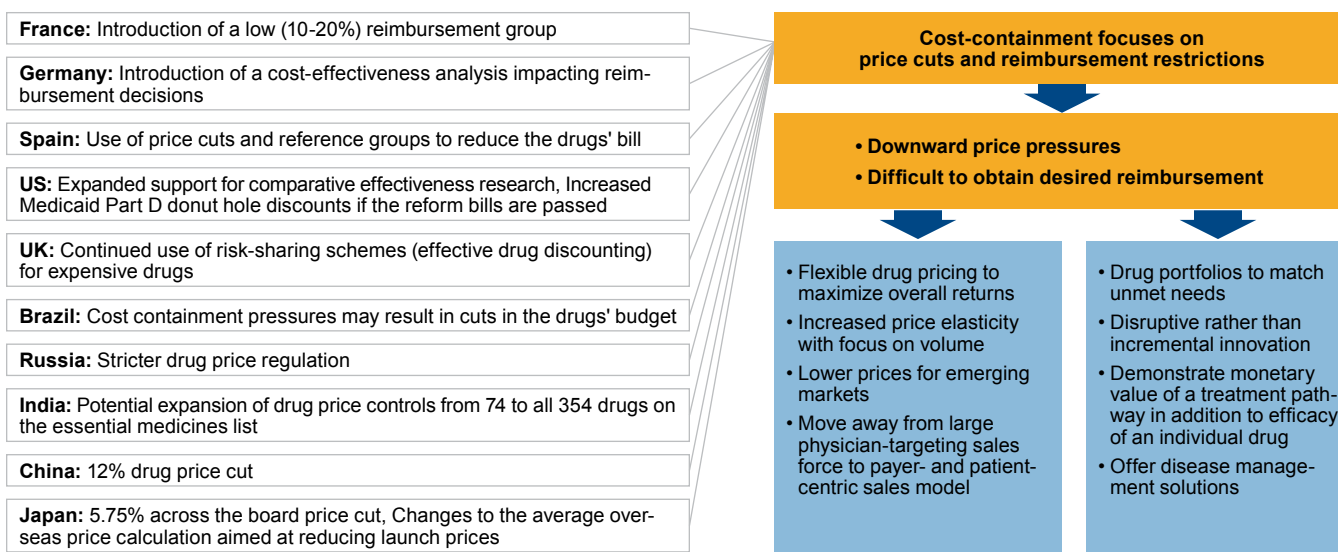 France: Introduction of a low (10-20%) reimbursement group
Germany: Introduction of a cost-effectiveness analysis impacting reim-
bursement decisions
Spain: Use of price cuts and reference groups to reduce the drugs' bill
US: Expanded support for comparative effectiveness research, Increased
Medicaid Part D donut hole discounts if the reform bills are passed
UK: Continued use of risk-sharing schemes (effective drug discounting)
for expensive drugs
Brazil: Cost containment pressures may result in cuts in the drugs' budget
Russia: Stricter drug price regulation
India: Potential expansion of drug price controls from 74 to all 354 drugs on
the essential medicines list
China: 12% drug price cut
Japan: 5.75% across the board price cut, Changes to the average over-
seas price calculation aimed at reducing launch prices
Cost-containment focuses on
price cuts and reimbursement restrictions
• Downward price pressures
• Difficult to obtain desired reimbursement
• Flexible drug pricing to
maximize overall returns
• Increased price elasticity
with focus on volume
• Lower prices for emerging
markets
• Move away from large
physician-targeting sales
force to payer- and patient-
centric sales model
• Drug portfolios to match
unmet needs
• Disruptive rather than
incremental innovation
• Demonstrate monetary
value of a treatment path-
way in addition to efficacy
of an individual drug
• Offer disease manage-
ment solutions